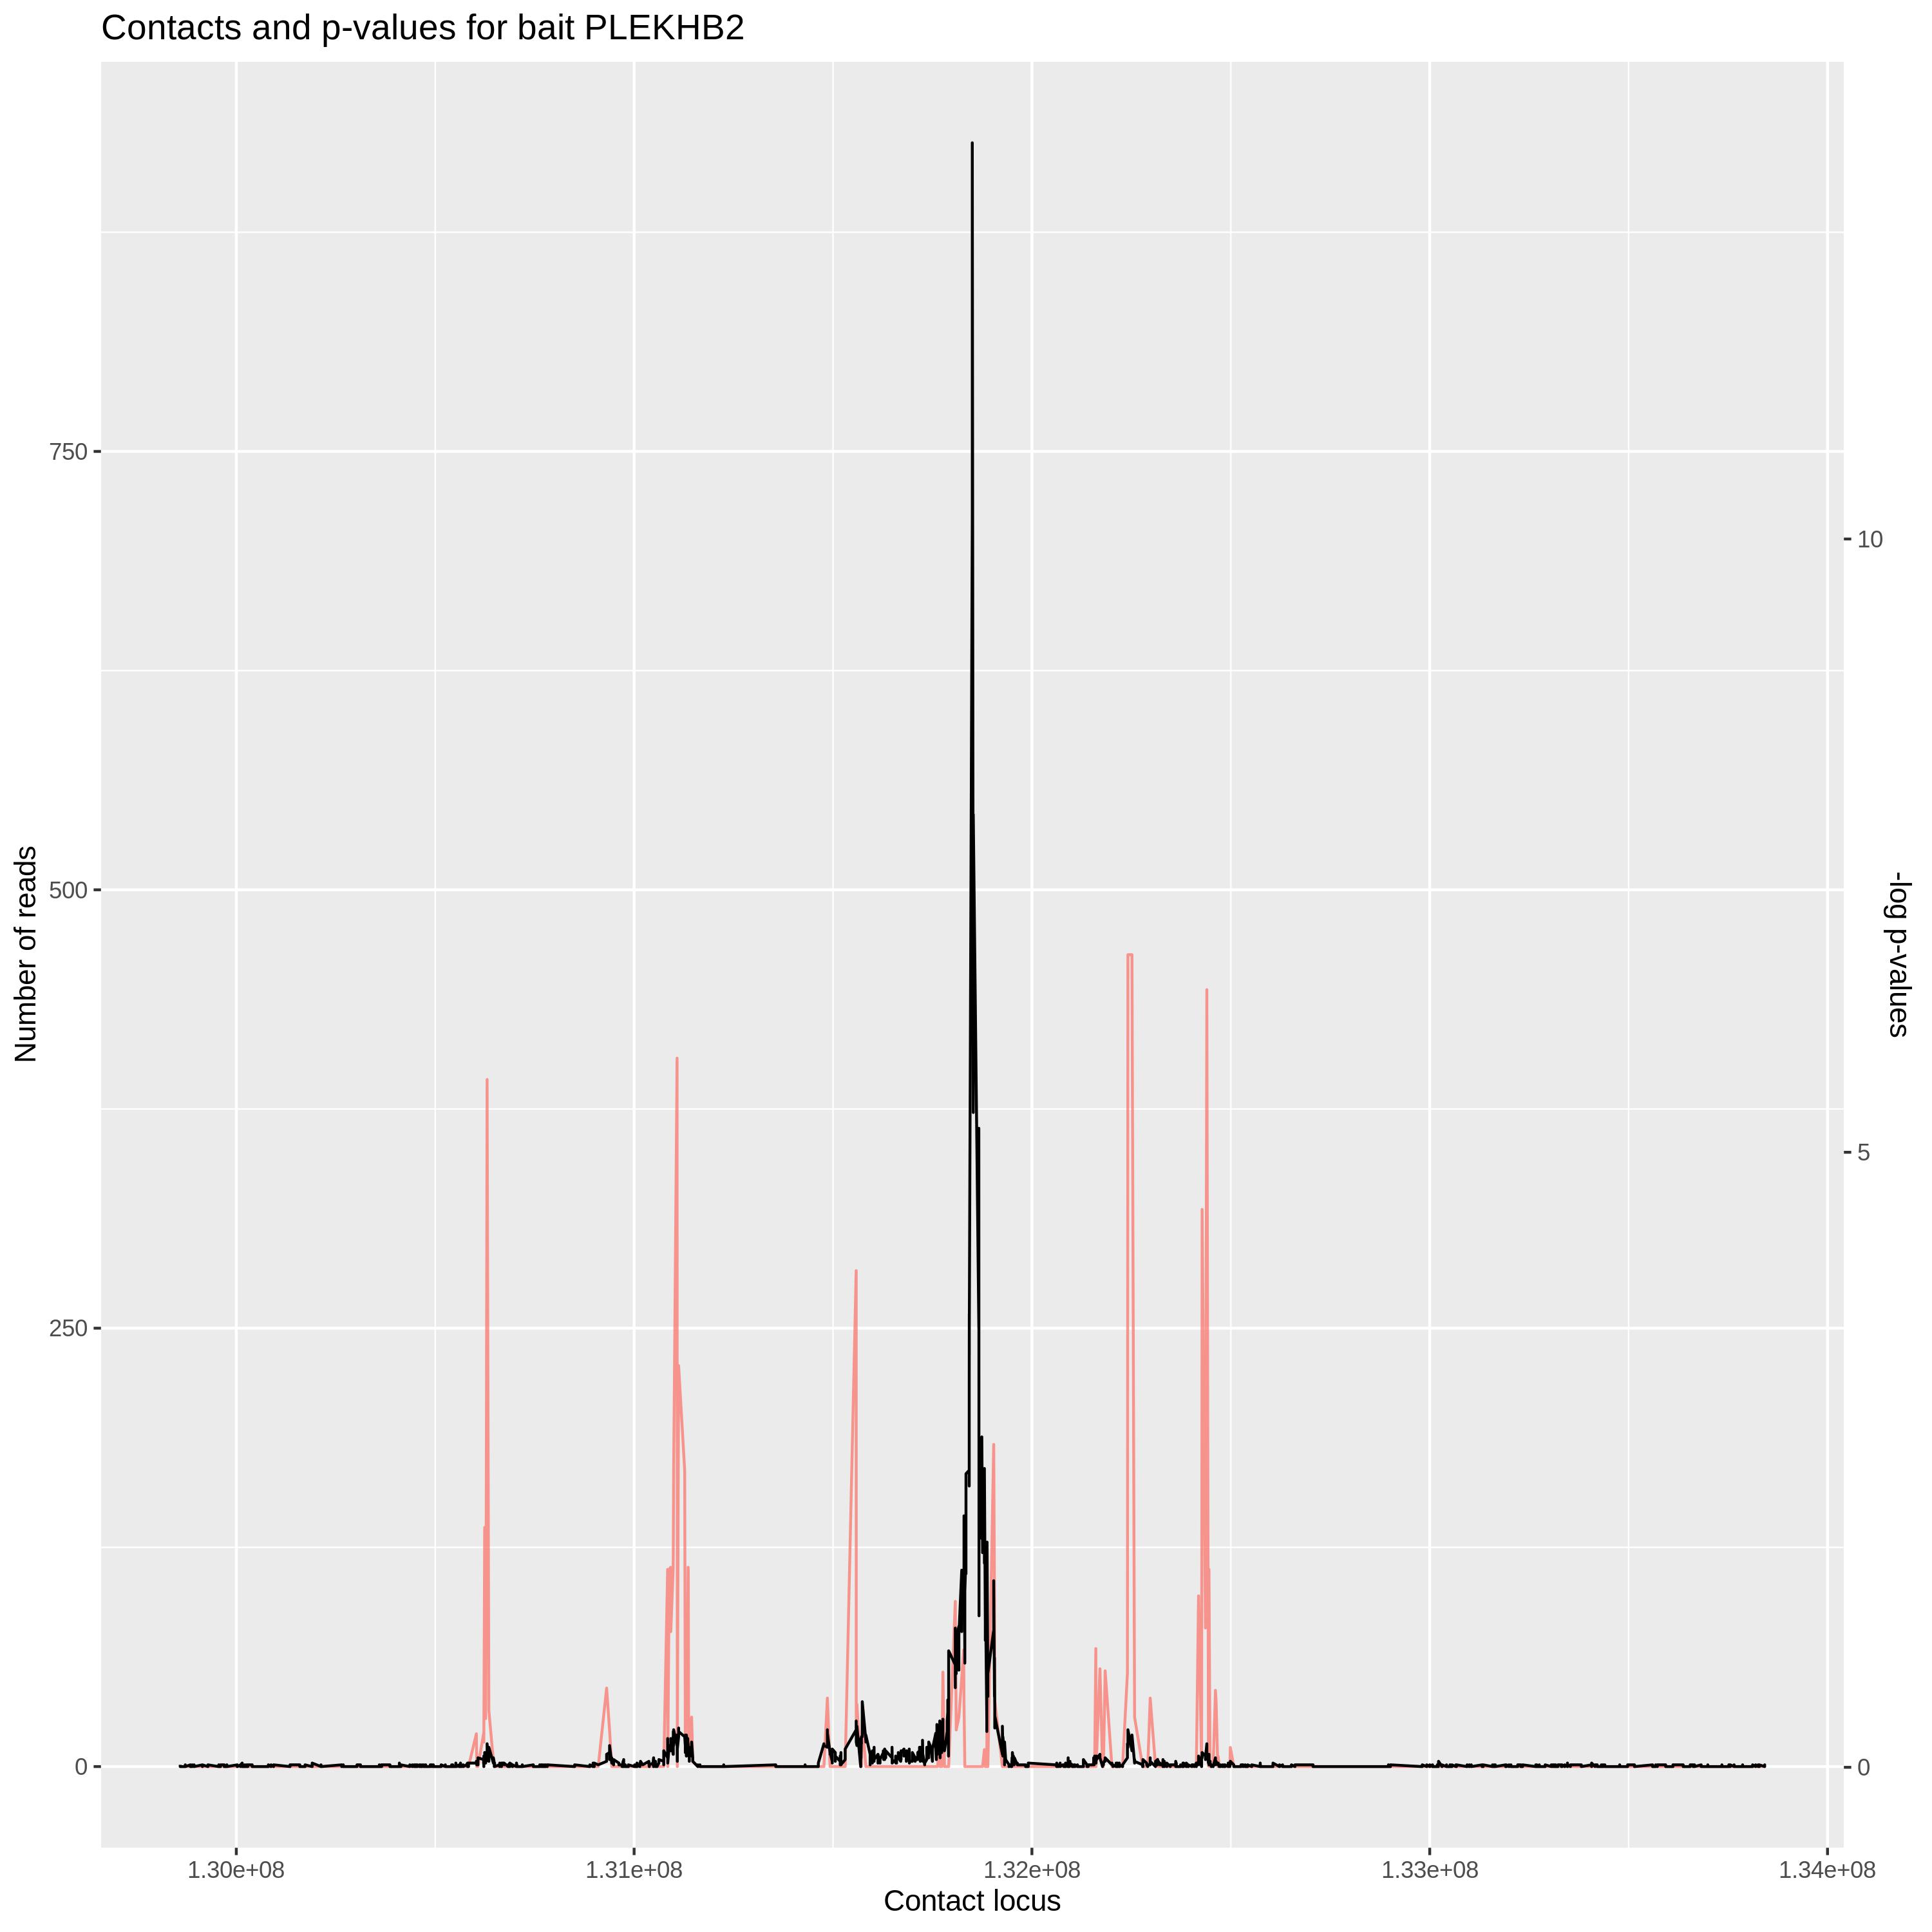 Contacts and p-values for bait PLEKHB2
Number of reads
750
500
250
0
10
5
0
-log p-values
1.30e+08
1.31e+08
1.32e+08
1.33e+08
1.34e+08
Contact locus